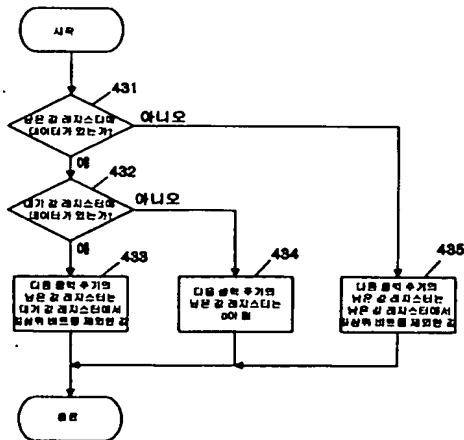 시작
431
남은 값 레지스터에
데이터가 있는가?
아니오
예
432
대기 값 레지스터에
데이터가 있는가?
아니오
예
433
다음 클럭 주기의
남은 값 레지스터는
대기 값 레지스터에서
최상위 비트를 제외한 값
434
다음 클럭 주기의
남은 값 레지스터는
0이 됨
435
다음 클럭 주기의
남은 값 레지스터는
남은 값 레지스터에서
최상위 비트를 제외한 값
종료